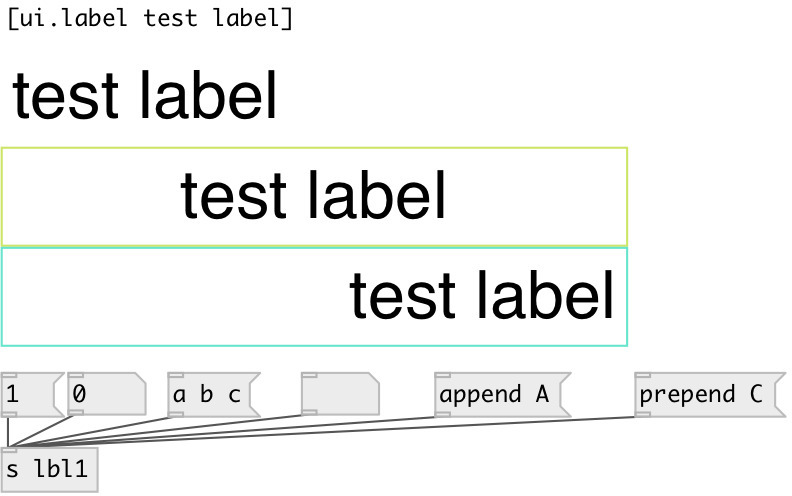 [ui.label test label]
test label
test label
test label
1 0 a b c append A prepend C
s lbl1